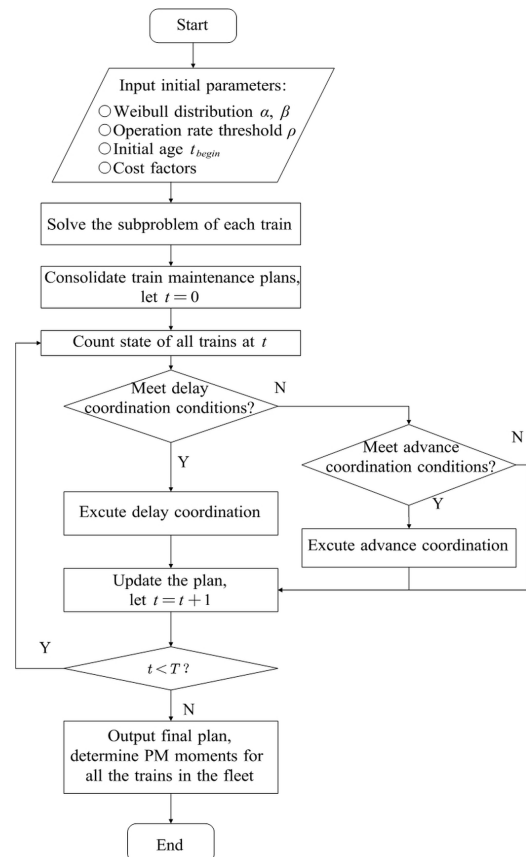 Start
Input initial parameters:
○Weibull distribution α, β
○Operation rate threshold ρ
○Initial age t_begin
○Cost factors
Solve the subproblem of each train
Consolidate train maintenance plans,
let t=0
Count state of all trains at t
Meet delay
coordination conditions?
N
Meet advance
coordination conditions?
N
Y
Y
Excute delay coordination
Excute advance coordination
Update the plan,
let t=t+1
Y
t<T?
N
Output final plan,
determine PM moments for
all the trains in the fleet
End